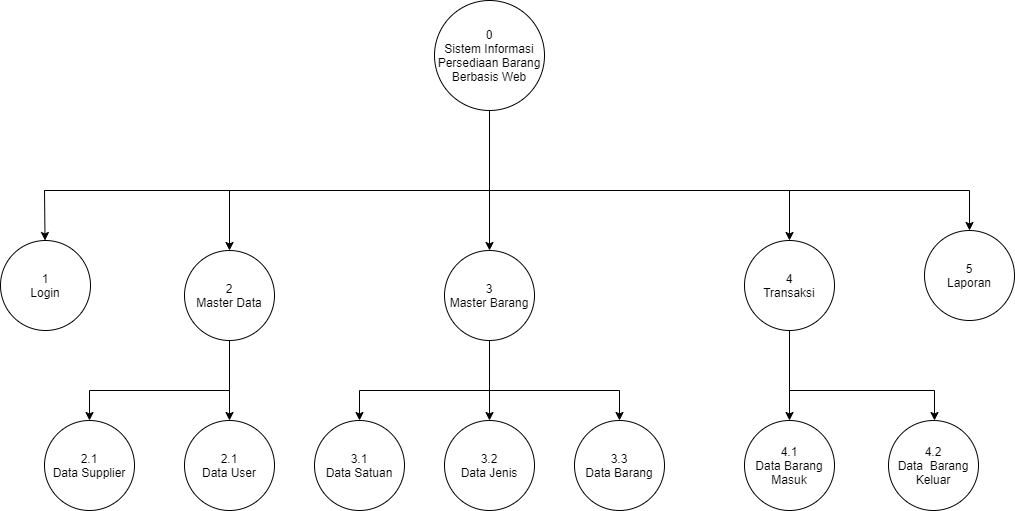 0
Sistem Informasi
Persediaan Barang
Berbasis Web
1
Login
2
Master Data
3
Master Barang
4
Transaksi
5
Laporan
2.1
Data Supplier
2.1
Data User
3.1
Data Satuan
3.2
Data Jenis
3.3
Data Barang
4.1
Data Barang
Masuk
4.2
Data  Barang
Keluar